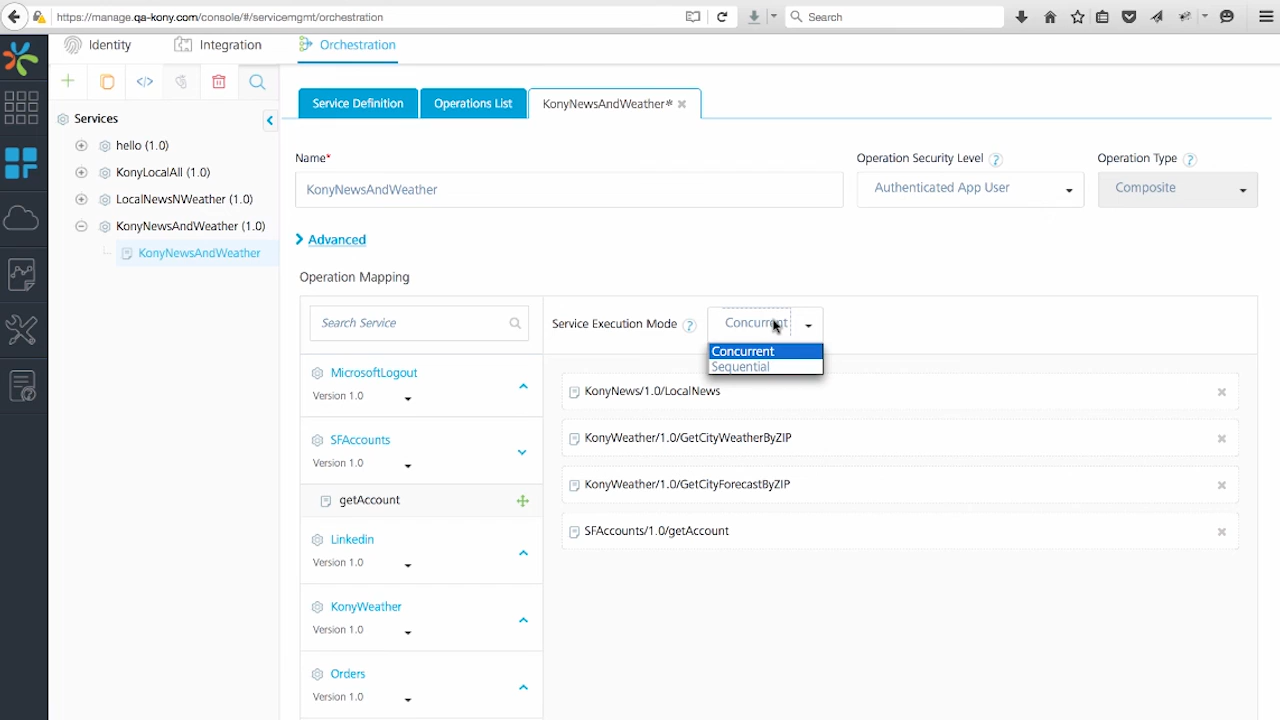 https://manage.qa-kony.com/console/#/servicemgmt/orchestration
Search
Identity
Integration
Orchestration
Services
hello (1.0)
KonyLocalAll (1.0)
LocalNewsNWeather (1.0)
KonyNewsAndWeather (1.0)
KonyNewsAndWeather
Service Definition
Operations List
KonyNewsAndWeather*
Name*
Operation Security Level ?
Operation Type ?
KonyNewsAndWeather
Authenticated App User
Composite
Advanced
Operation Mapping
Search Service
Service Execution Mode ?
Concurrent
Concurrent
Sequential
MicrosoftLogout
Version 1.0
SFAccounts
Version 1.0
getAccount
Linkedin
Version 1.0
KonyWeather
Version 1.0
Orders
Version 1.0
KonyNews/1.0/LocalNews
KonyWeather/1.0/GetCityWeatherByZIP
KonyWeather/1.0/GetCityForecastByZIP
SFAccounts/1.0/getAccount